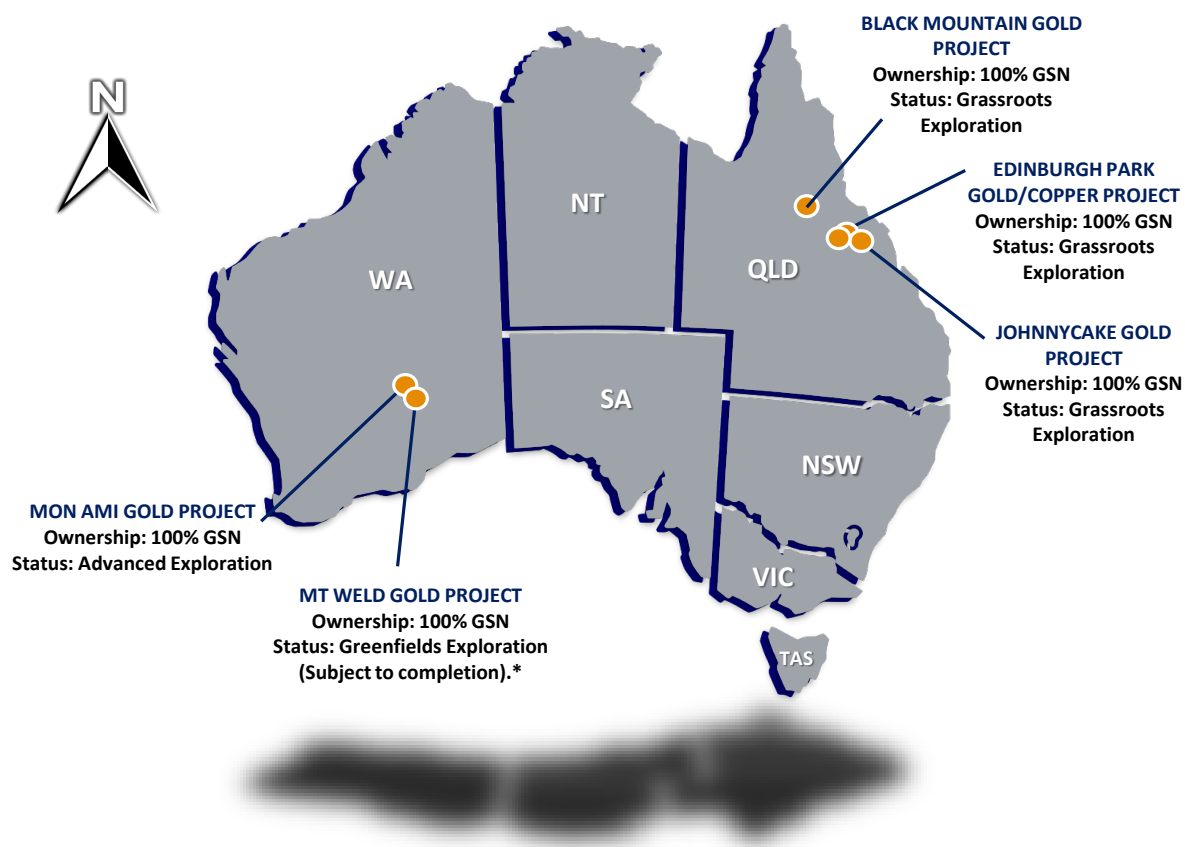 BLACK MOUNTAIN GOLD
PROJECT
Ownership: 100% GSN
Status: Grassroots
Exploration
N
EDINBURGH PARK
GOLD/COPPER PROJECT
Ownership: 100% GSN
Status: Grassroots
Exploration
NT
QLD
WA
JOHNNYCAKE GOLD
PROJECT
Ownership: 100% GSN
Status: Grassroots
Exploration
SA
NSW
MON AMI GOLD PROJECT
Ownership: 100% GSN
Status: Advanced Exploration
VIC
MT WELD GOLD PROJECT
Ownership: 100% GSN
Status: Greenfields Exploration
(Subject to completion).*
TAS